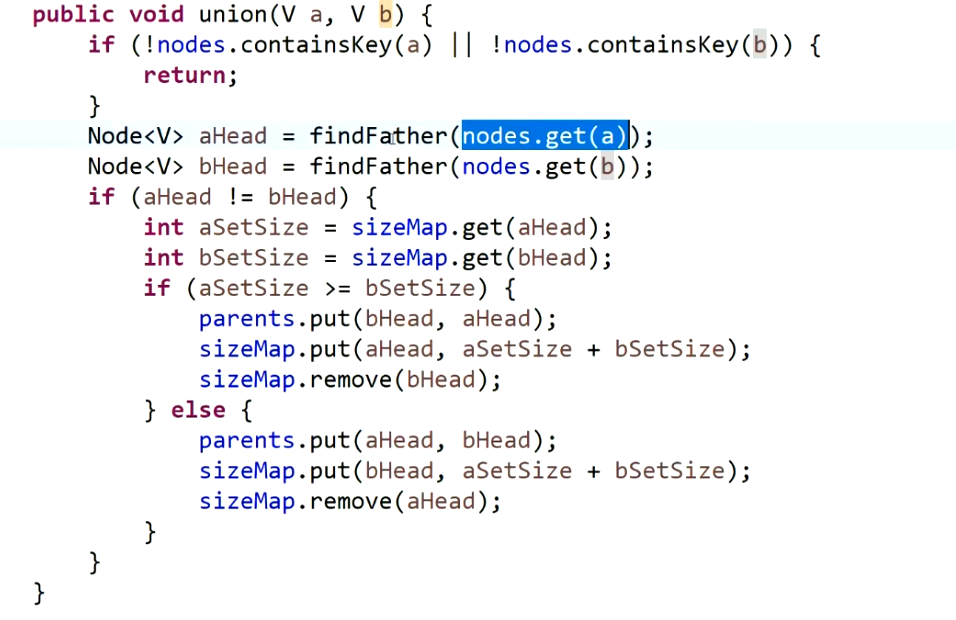 public void union(V a, V b) {
    if (!nodes.containsKey(a) || !nodes.containsKey(b)) {
        return;
    }
    Node<V> aHead = findFather(nodes.get(a));
    Node<V> bHead = findFather(nodes.get(b));
    if (aHead != bHead) {
        int aSetSize = sizeMap.get(aHead);
        int bSetSize = sizeMap.get(bHead);
        if (aSetSize >= bSetSize) {
            parents.put(bHead, aHead);
            sizeMap.put(aHead, aSetSize + bSetSize);
            sizeMap.remove(bHead);
        } else {
            parents.put(aHead, bHead);
            sizeMap.put(bHead, aSetSize + bSetSize);
            sizeMap.remove(aHead);
        }
    }
}